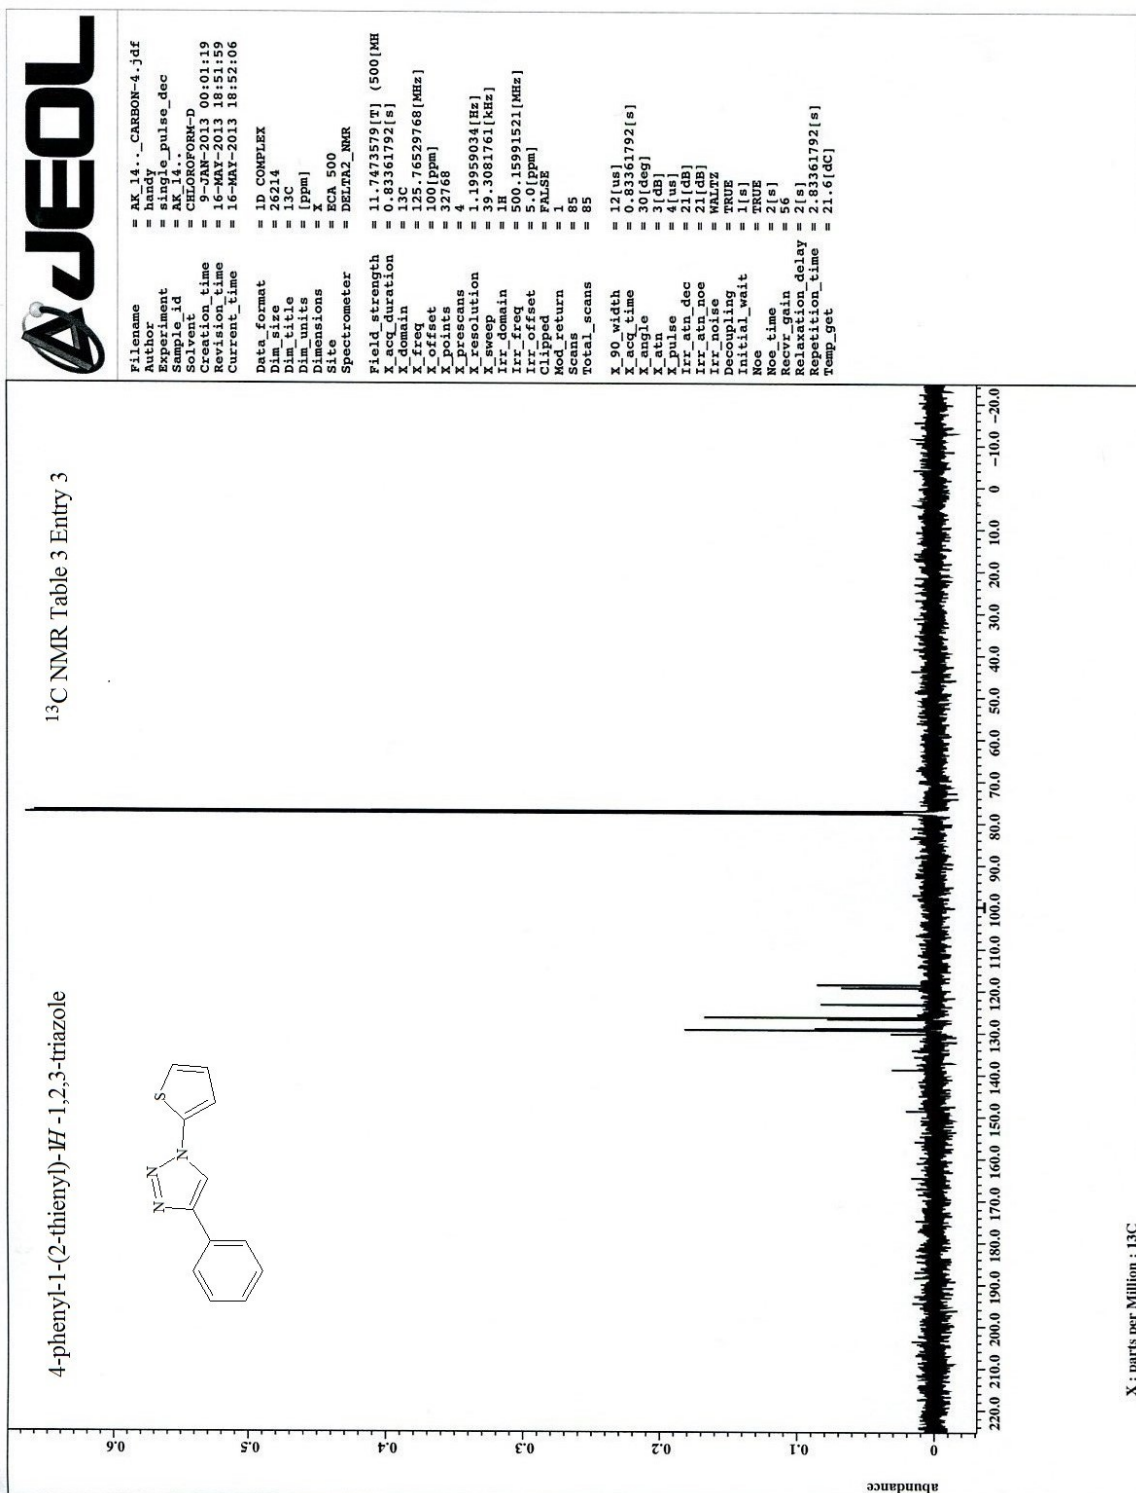 4-phenyl-1-(2-thienyl)-1H-1,2,3-triazole
13C NMR Table 3 Entry 3
N
N
N
S
JEOL
Filename = AK_14.._CARBON-4.jdf
Author = handy
Experiment = single_pulse_dec
Sample_id = AK_14..
Solvent = CHLOROFORM-D
Creation_time = 9-JAN-2013 00:01:19
Revision_time = 16-MAY-2013 18:51:59
Current_time = 16-MAY-2013 18:52:06
Data_format = 1D COMPLEX
Dim_size = 26214
Dim_title = 13C
Dim_units = [ppm]
Dimensions = X
Site = ECA 500
Spectrometer = DELTA2_NMR
Field_strength = 11.7473579[T] (500[MH
X_acq_duration = 0.83361792[s]
X_domain = 13C
X_freq = 125.76529768[MHz]
X_offset = 100[ppm]
X_points = 32768
X_prescans = 4
X_resolution = 1.19959034[Hz]
X_sweep = 39.3081761[kHz]
Irr_domain = 1H
Irr_freq = 500.15991521[MHz]
Irr_offset = 5.0[ppm]
Clipped = FALSE
Mod_return = 1
Scans = 85
Total_scans = 85
X_90_width = 12[us]
X_acq_time = 0.83361792[s]
X_angle = 30[deg]
X_atn = 3[dB]
X_pulse = 4[us]
Irr_atn_dec = 21[dB]
Irr_atn_noe = 21[dB]
Irr_noise = WALTZ
Decoupling = TRUE
Initial_wait = 1[s]
Noe = TRUE
Noe_time = 2[s]
Recvr_gain = 56
Relaxation_delay = 2[s]
Repetition_time = 2.83361792[s]
Temp_get = 21.6[dC]
abundance
0.6
0.5
0.4
0.3
0.2
0.1
0
220.0 210.0 200.0 190.0 180.0 170.0 160.0 150.0 140.0 130.0 120.0 110.0 100.0 90.0 80.0 70.0 60.0 50.0 40.0 30.0 20.0 10.0 0 -10.0 -20.0
X : parts per Million : 13C